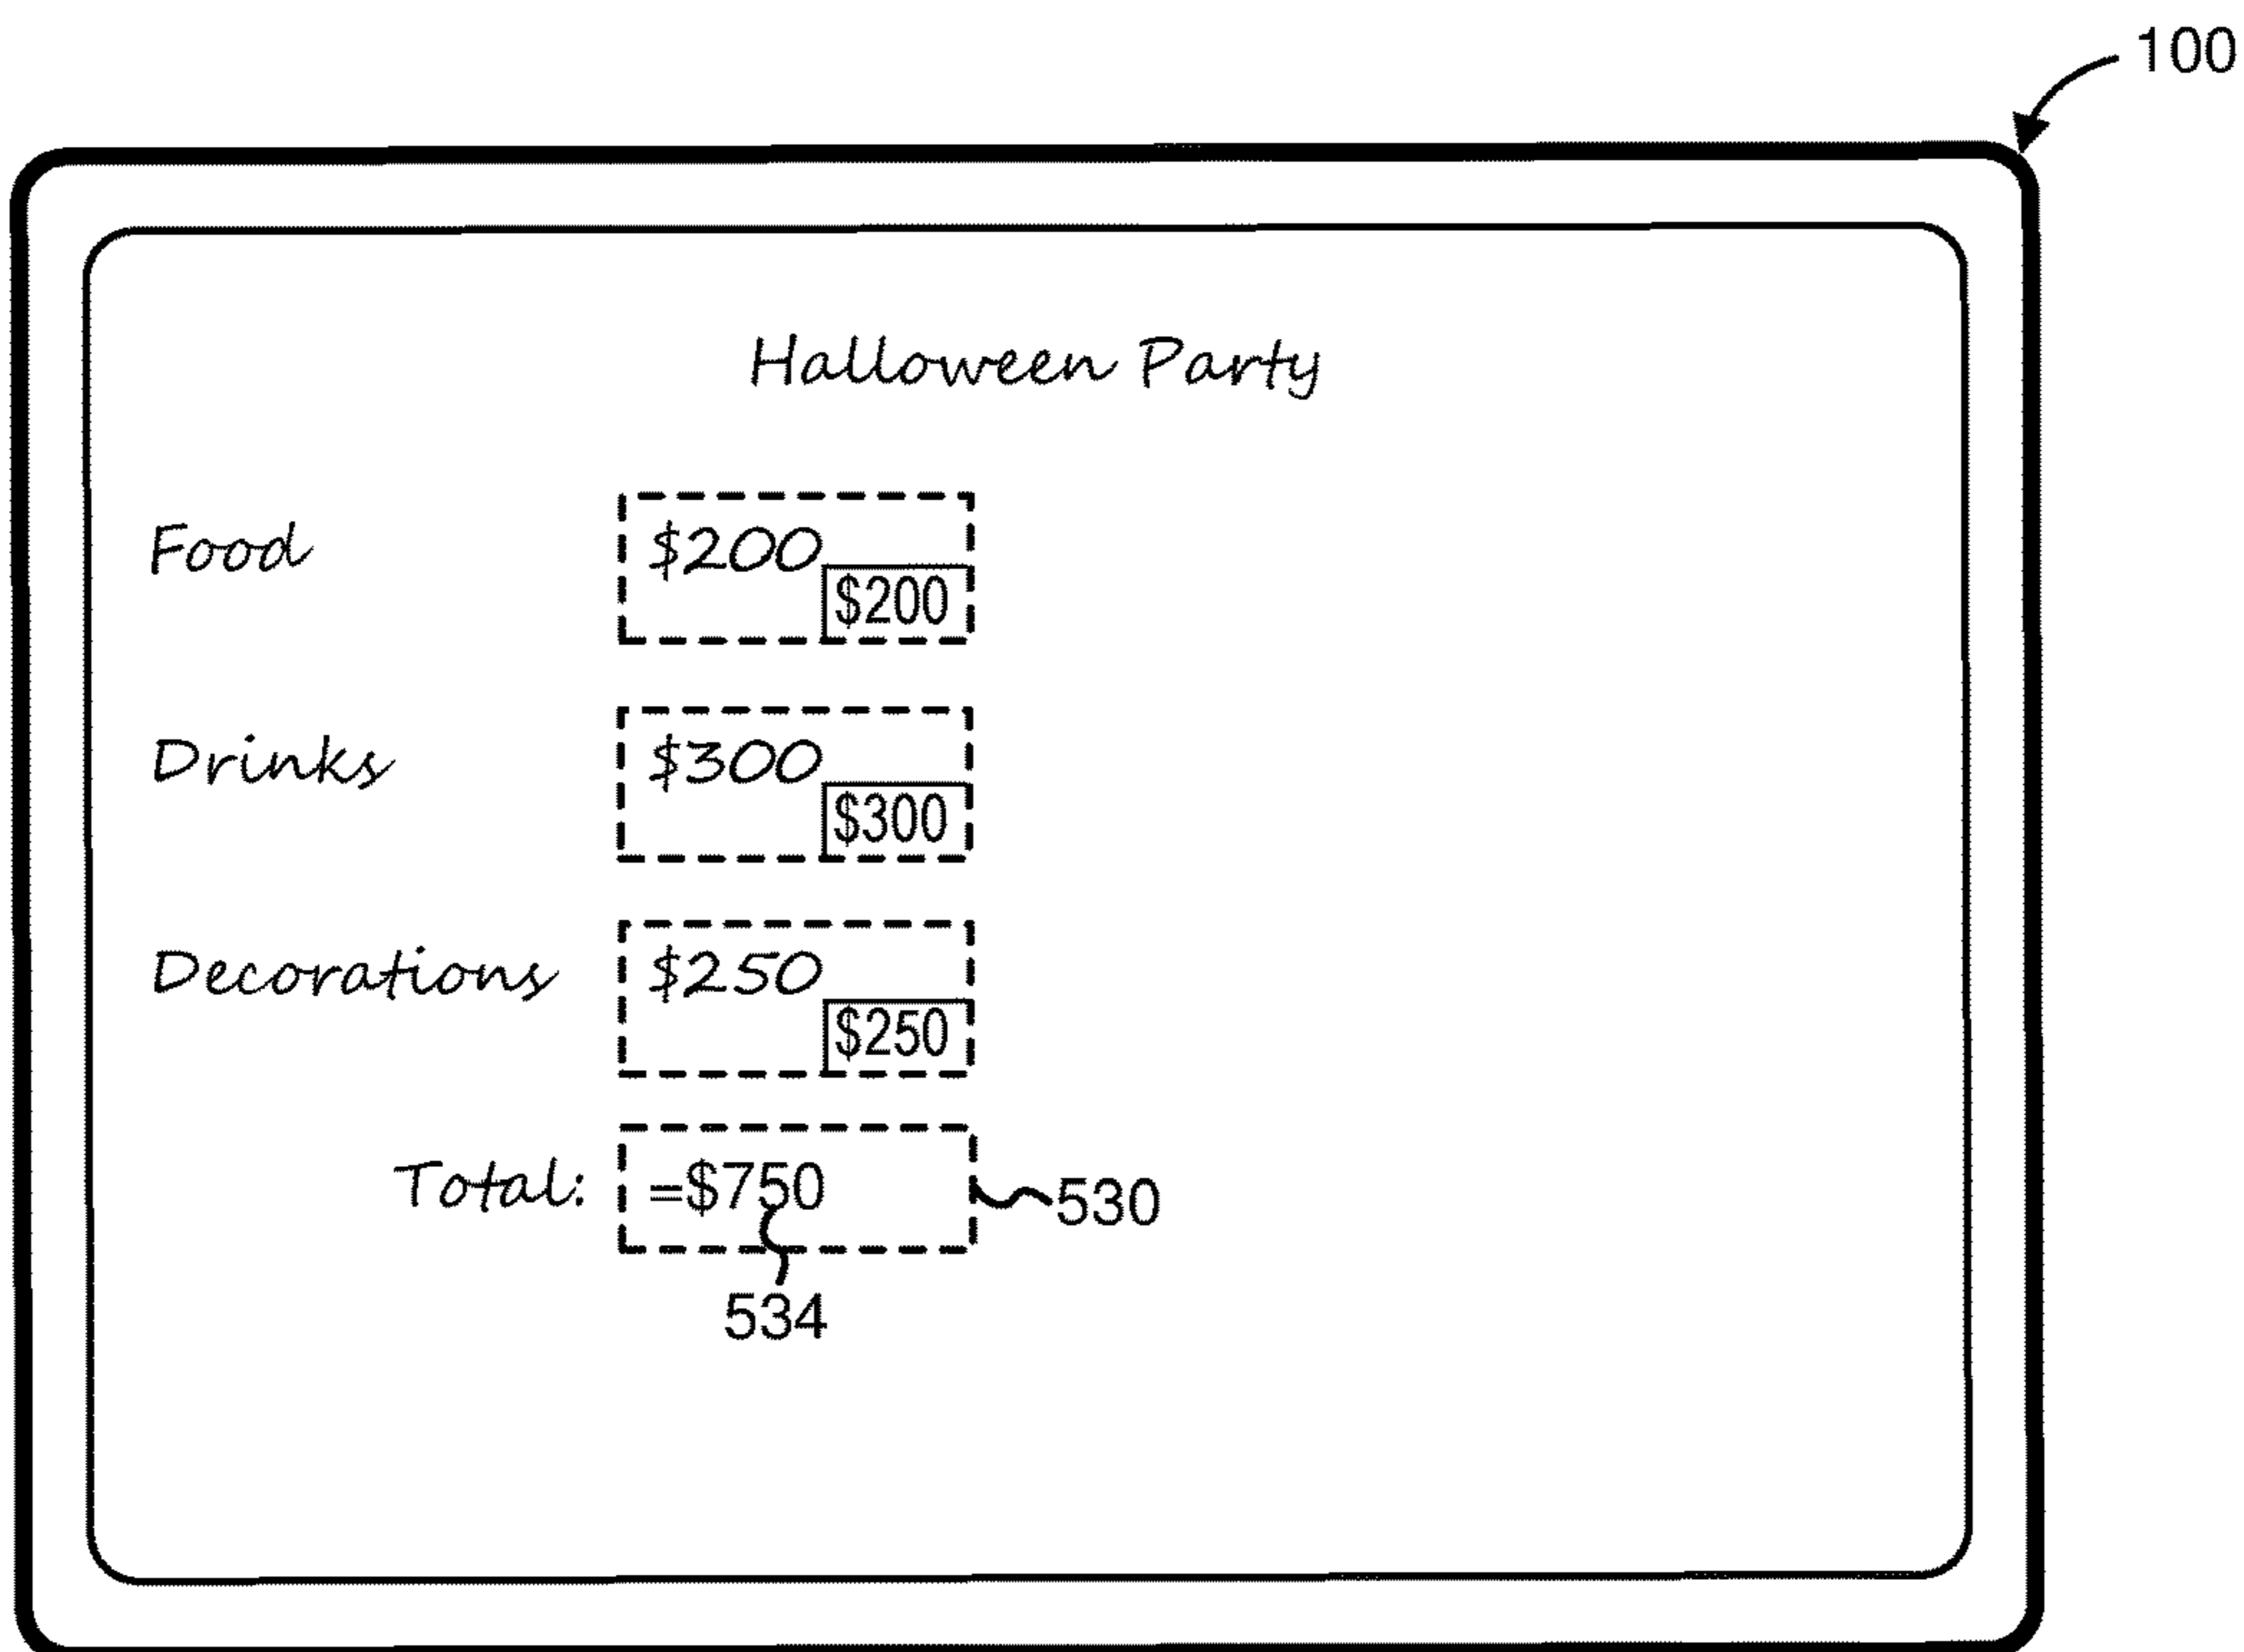 100
Halloween Party
Food $200
$200
Drinks $300
$300
Decorations $250
$250
Total: =$750 530
534